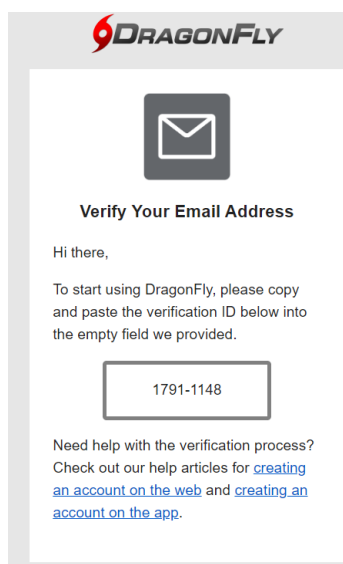 DRAGONFLY
Verify Your Email Address
Hi there,
To start using DragonFly, please copy
and paste the verification ID below into
the empty field we provided.
1791-1148
Need help with the verification process?
Check out our help articles for creating
an account on the web and creating an
account on the app.